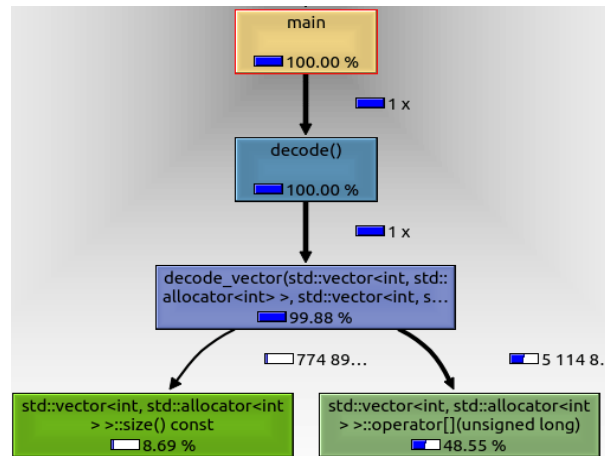 main
100.00 %
1 x
decode()
100.00 %
1 x
decode_vector(std::vector<int, std::
allocator<int> >, std::vector<int, s...
99.88 %
774 89...
5 114 8...
std::vector<int, std::allocator<int
> >::size() const
8.69 %
std::vector<int, std::allocator<int
> >::operator[](unsigned long)
48.55 %